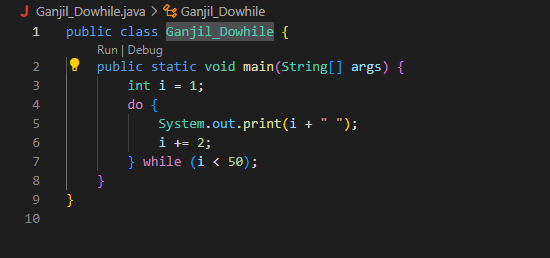 J Ganjil_Dowhile.java > Ganjil_Dowhile
1 public class Ganjil_Dowhile {
Run | Debug
2 public static void main(String[] args) {
3 int i = 1;
4 do {
5 System.out.print(i + " ");
6 i += 2;
7 } while (i < 50);
8 }
9 }
10